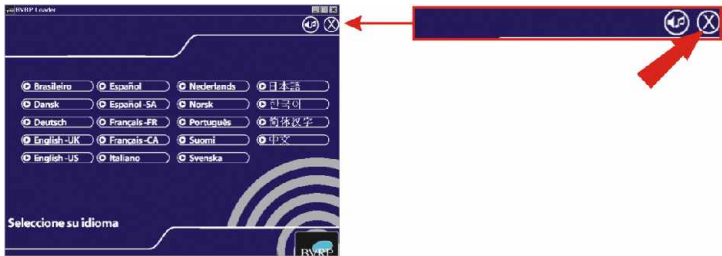 BVRP Loader
Brasileiro Español Nederlands 日本語
Dansk Español-SA Norsk 한국어
Deutsch Français-FR Português 简体汉字
English-UK Français-CA Suomi 中文
English-US Italiano Svenska
Seleccione su idioma
BVRP